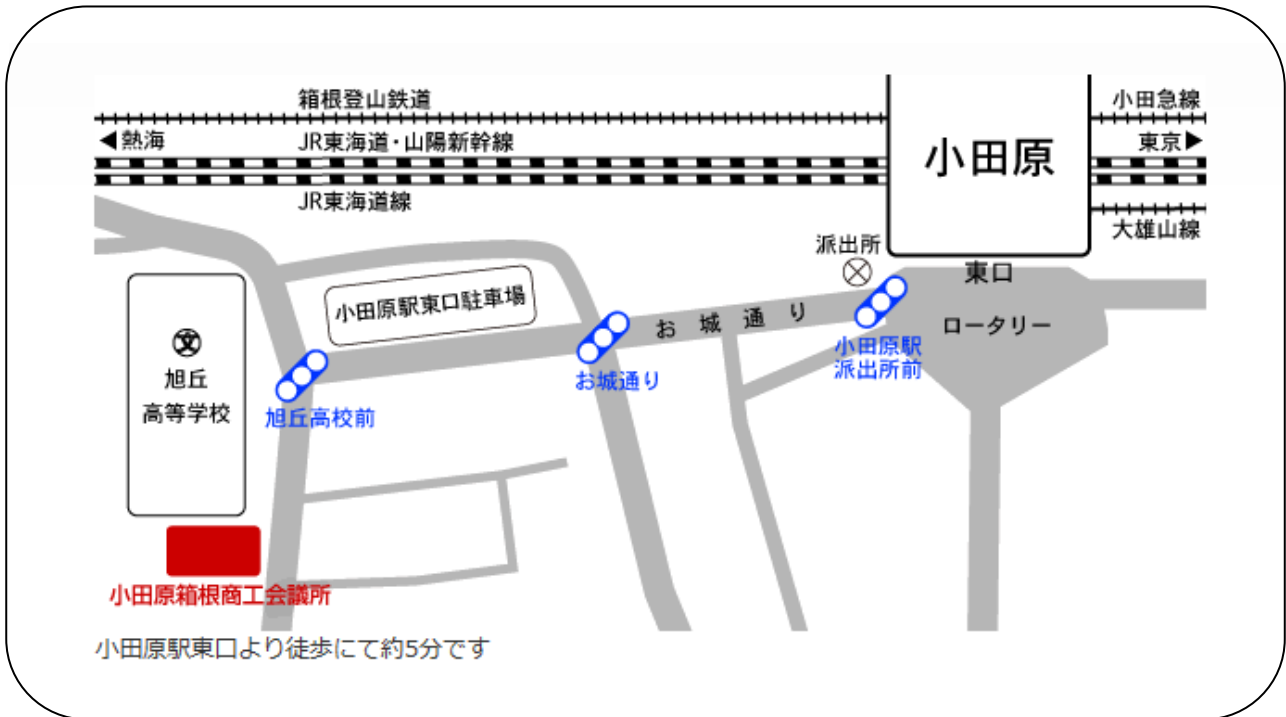 箱根登山鉄道
小田急線
◀熱海
JR東海道・山陽新幹線
東京▶
小田原
JR東海道線
大雄山線
派出所
東口
小田原駅東口駐車場
お城通り
ロータリー
小田原駅
派出所前
文
旭丘
高等学校
お城通り
旭丘高校前
小田原箱根商工会議所
小田原駅東口より徒歩にて約5分です